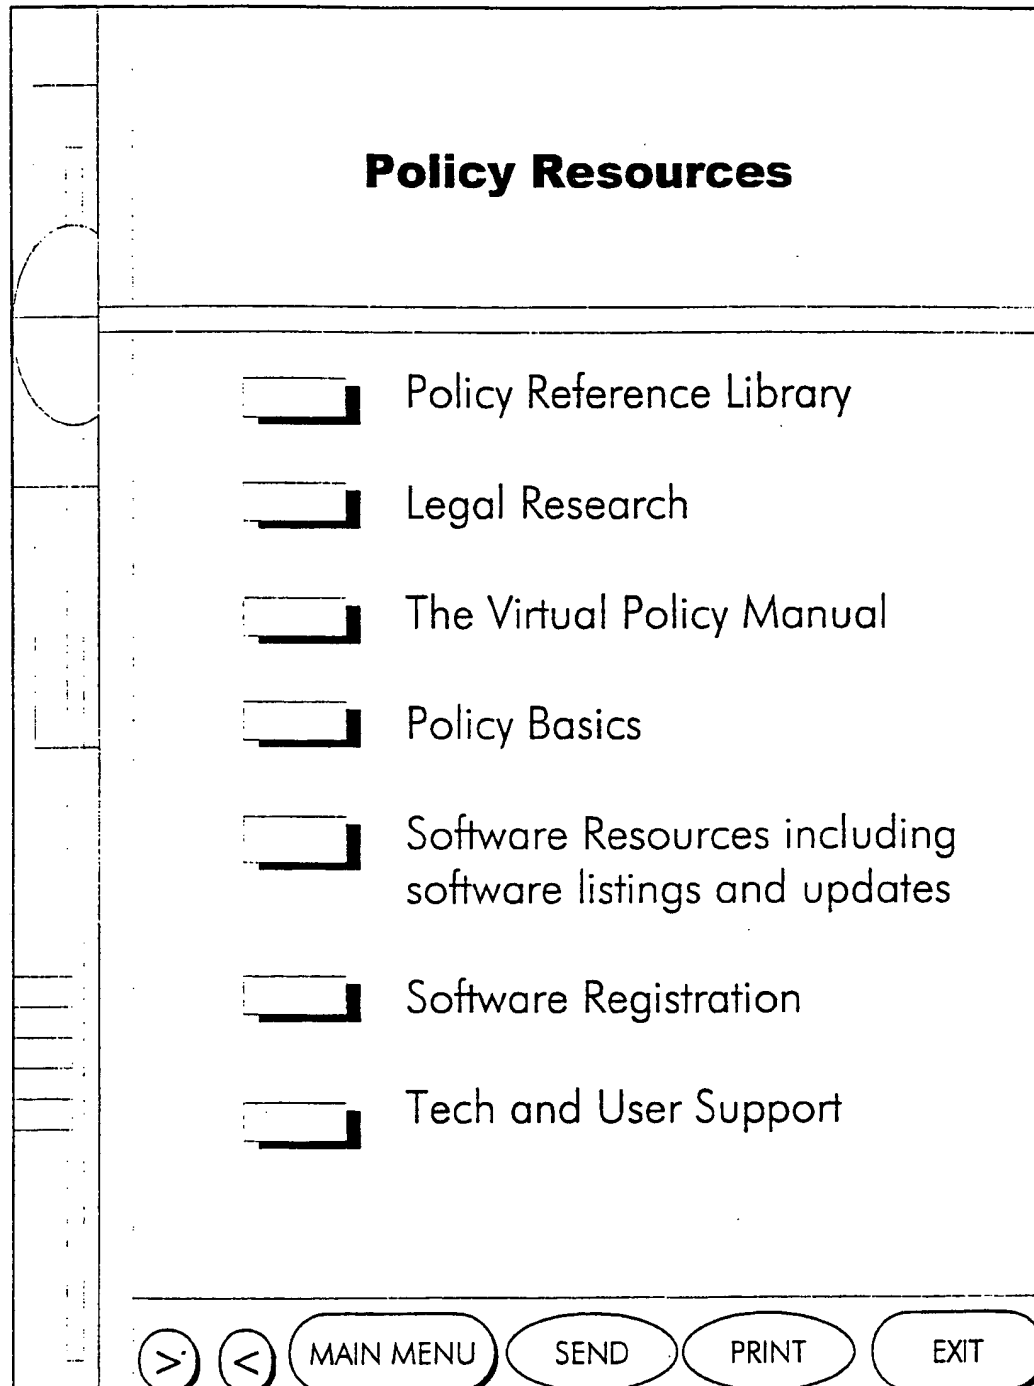 Policy Resources
Policy Reference Library
Legal Research
The Virtual Policy Manual
Policy Basics
Software Resources including
software listings and updates
Software Registration
Tech and User Support
> < MAIN MENU SEND PRINT EXIT